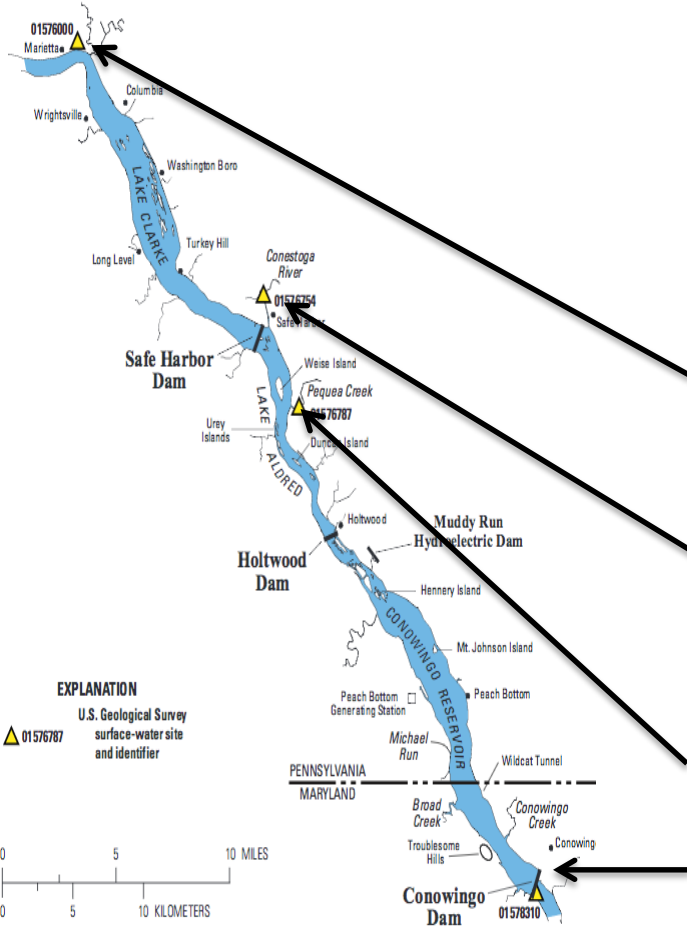 01576000
Marietta
Columbia
Wrightsville
Washington Boro
LAKE CLARKE
Turkey Hill
Long Level
Conestoga
River
01576754
Safe Harbor
Safe Harbor
Dam
Weise Island
LAKE ALDRED
Pequea Creek
01576787
Urey
Islands
Duncan Island
Holtwood
Muddy Run
Hydroelectric Dam
Holtwood
Dam
Hennery Island
CONOWINGO RESERVOIR
Mt. Johnson Island
EXPLANATION
U.S. Geological Survey
surface-water site
and identifier
01576787
Peach Bottom
Generating Station
Peach Bottom
Michael
Run
Wildcat Tunnel
PENNSYLVANIA
MARYLAND
Broad
Creek
Conowingo
Creek
Troublesome
Hills
Conowing
0 5 10 MILES
0 5 10 KILOMETERS
Conowingo
Dam
01578310